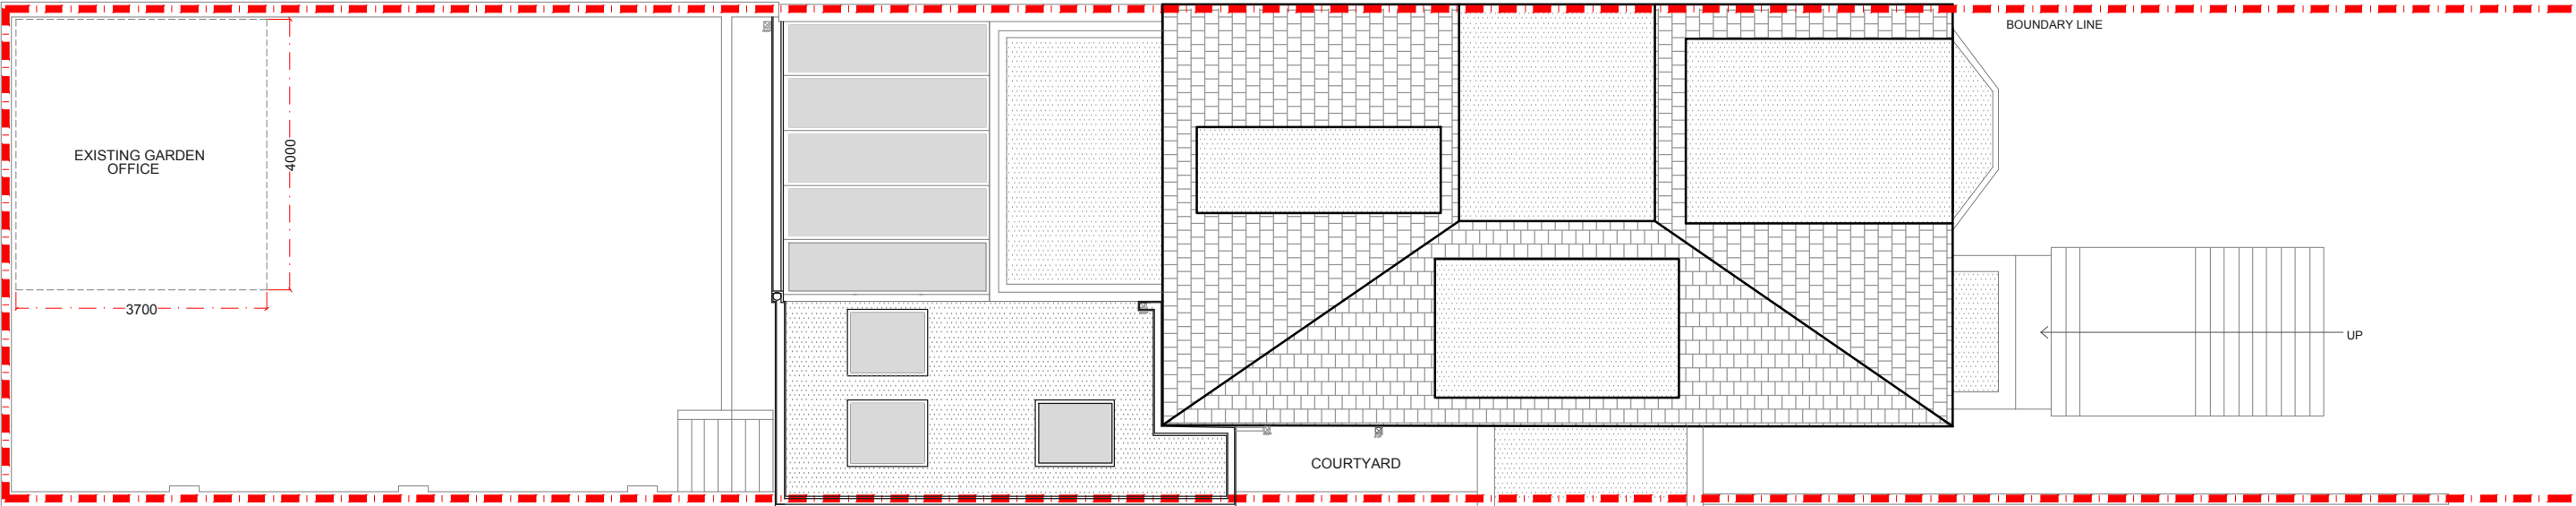 BOUNDARY LINE
EXISTING GARDEN
OFFICE
4000
3700
UP
COURTYARD